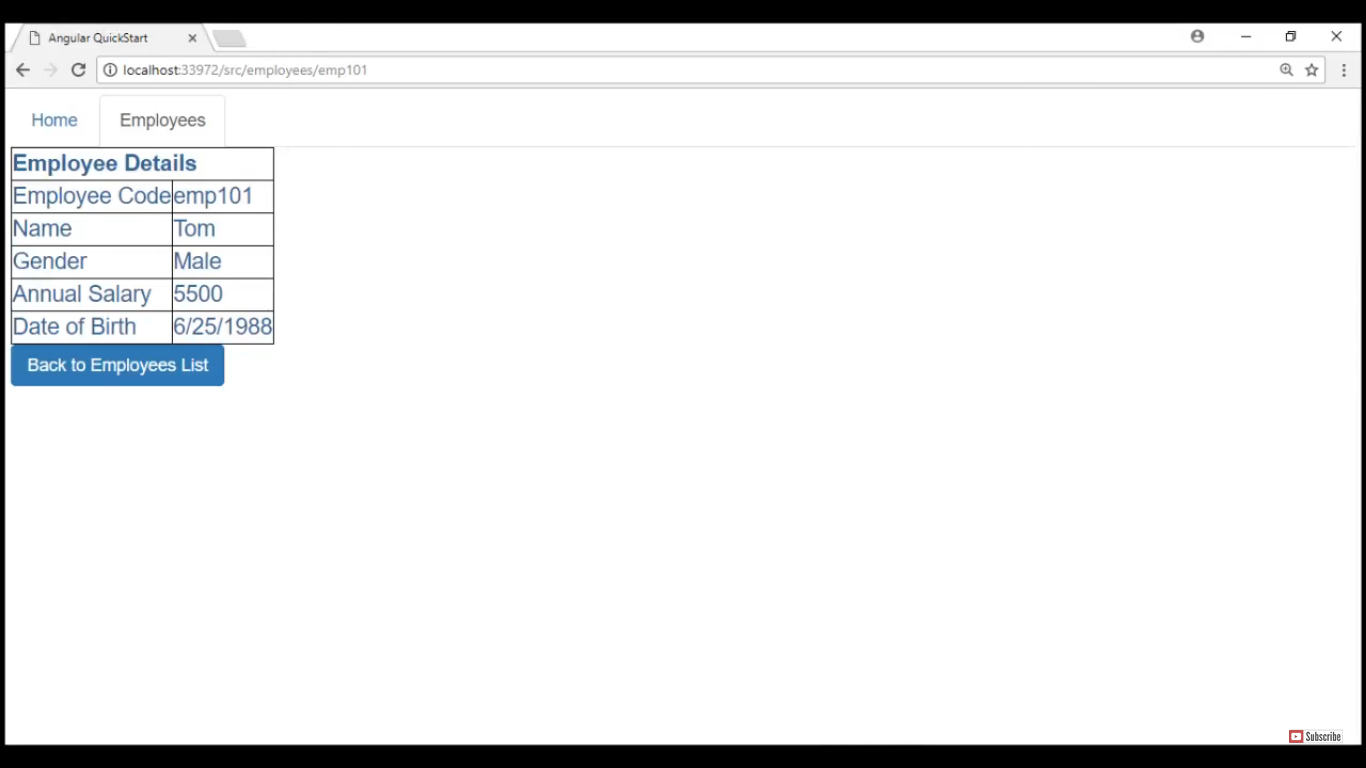 Angular QuickStart
localhost:33972/src/employees/emp101
Home Employees
Employee Details
Employee Code emp101
Name Tom
Gender Male
Annual Salary 5500
Date of Birth 6/25/1988
Back to Employees List
Subscribe